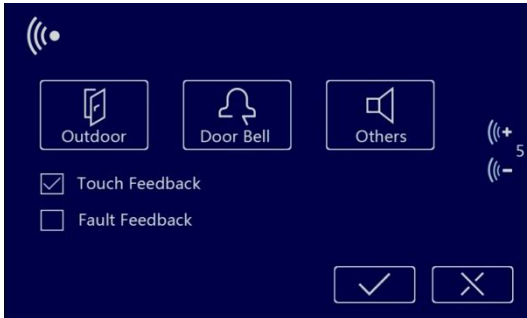 Outdoor Door Bell Others
+
5
-
Touch Feedback
Fault Feedback